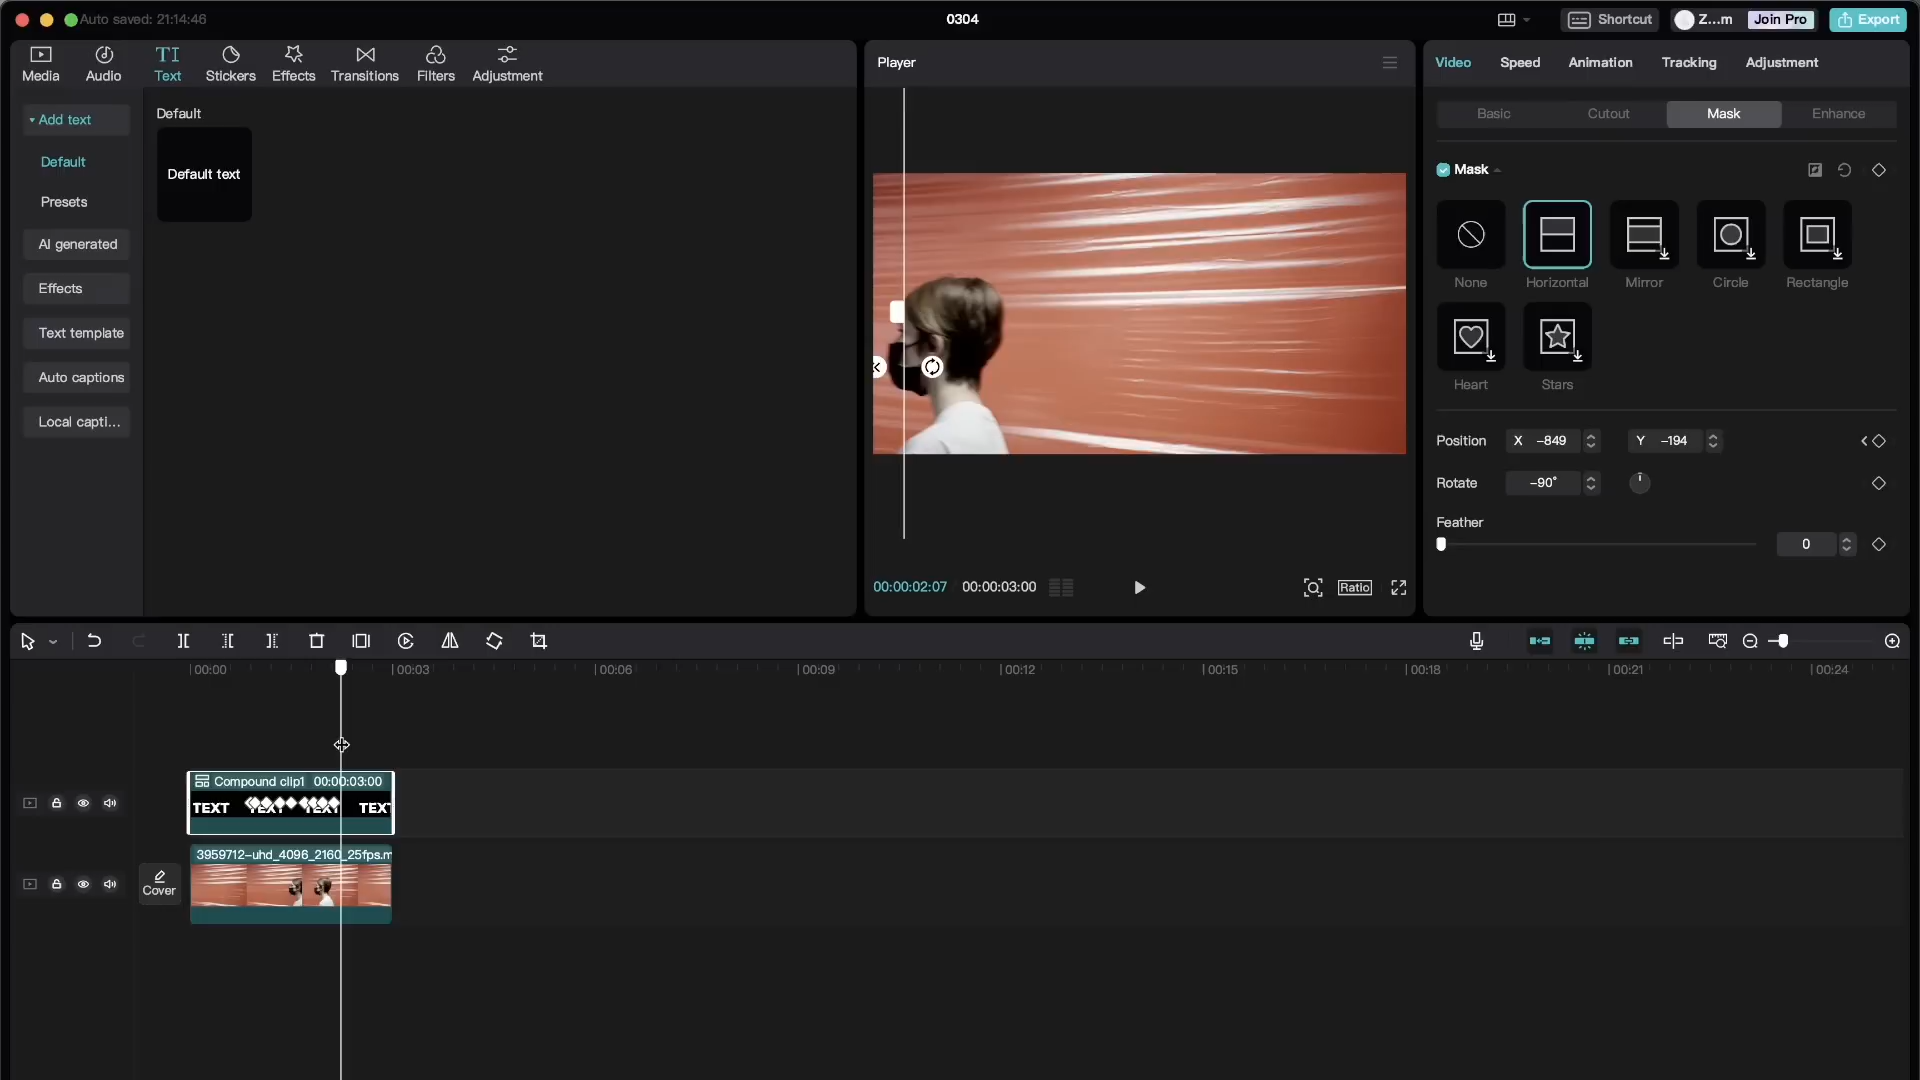 Auto saved: 21:14:46
0304
Shortcut
Z...m
Join Pro
Export
Media
Audio
TI
Text
Stickers
Effects
Transitions
Filters
Adjustment
Add text
Default
Presets
AI generated
Effects
Text template
Auto captions
Local capti...
Default
Default text
Player
00:00:02:07
00:00:03:00
Ratio
Video
Speed
Animation
Tracking
Adjustment
Basic
Cutout
Mask
Enhance
Mask
None
Horizontal
Mirror
Circle
Rectangle
Heart
Stars
Position X -849 Y -194
Rotate -90°
Feather
0
00:00
00:03
00:06
00:09
00:12
00:15
00:18
00:21
00:24
Compound clip1 00:00:03:00
TEXT TEXT TEXT TEXT
Cover
3959712-uhd_4096_2160_25fps.m